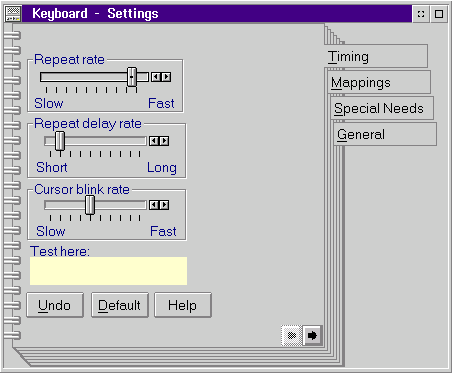 Keyboard - Settings
Repeat rate
Slow Fast
Repeat delay rate
Short Long
Cursor blink rate
Slow Fast
Test here:
Undo Default Help
Timing
Mappings
Special Needs
General